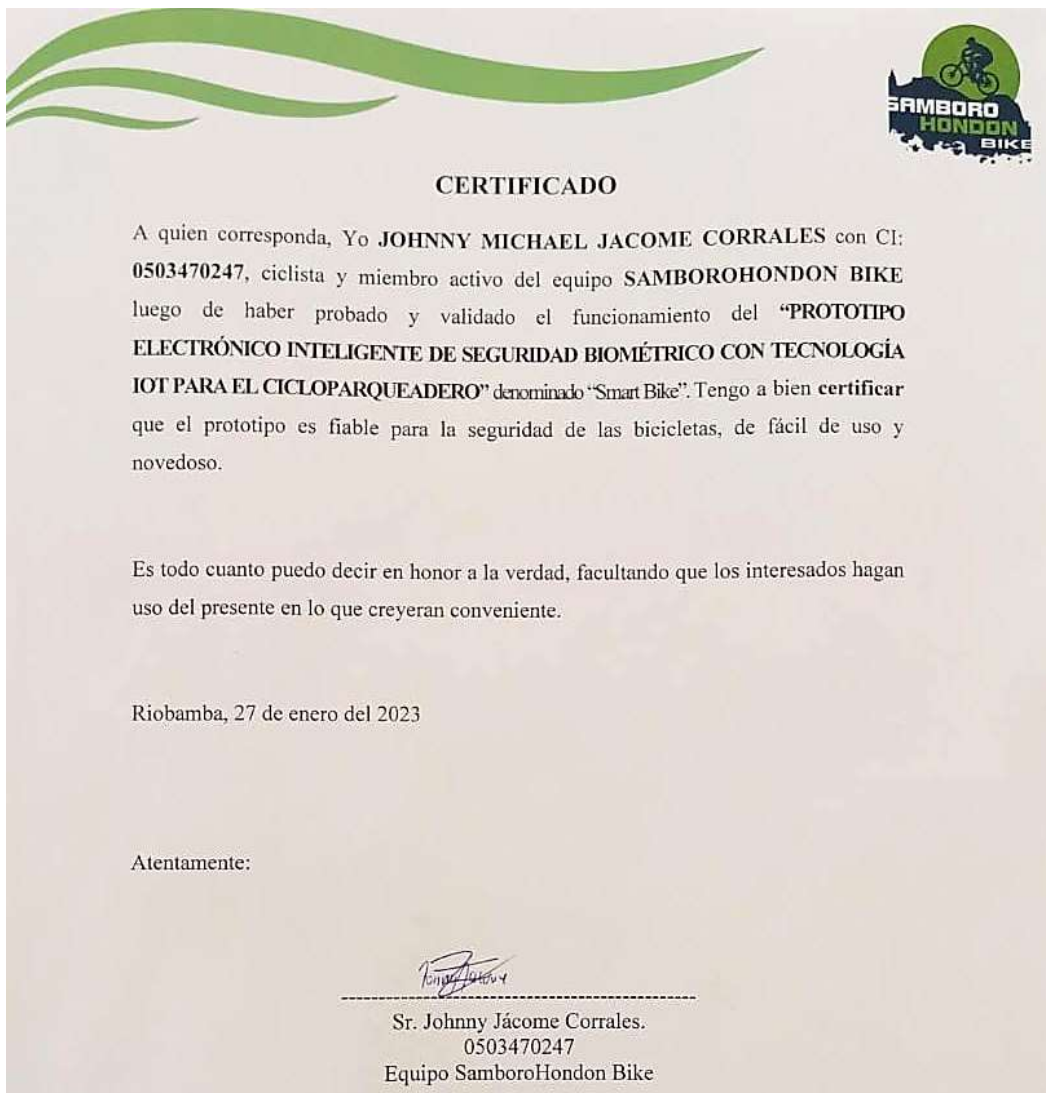 SAMBORO
HONDON
BIKE
CERTIFICADO
A quien corresponda, Yo JOHNNY MICHAEL JACOME CORRALES con CI:
0503470247, ciclista y miembro activo del equipo SAMBOROHONDON BIKE
luego de haber probado y validado el funcionamiento del “PROTOTIPO
ELECTRÓNICO INTELIGENTE DE SEGURIDAD BIOMÉTRICO CON TECNOLOGÍA
IOT PARA EL CICLOPARQUEADERO” denominado “Smart Bike”. Tengo a bien certificar
que el prototipo es fiable para la seguridad de las bicicletas, de fácil de uso y
novedoso.
Es todo cuanto puedo decir en honor a la verdad, facultando que los interesados hagan
uso del presente en lo que creyeran conveniente.
Riobamba, 27 de enero del 2023
Atentamente:
Sr. Johnny Jácome Corrales.
0503470247
Equipo SamboroHondon Bike